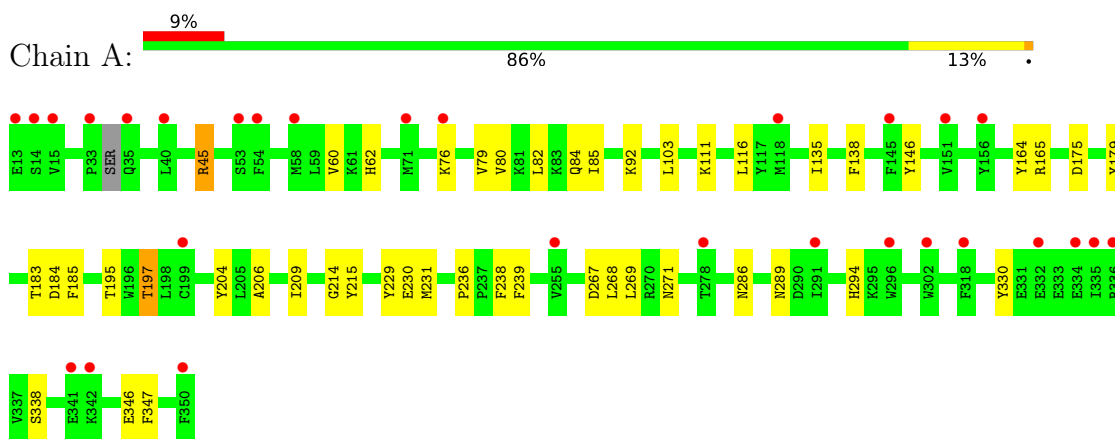 9%
Chain A:
86% 13% •
E13 S14 V15 P33 SER Q35 L40 R45 S53 F54 M58 L59 V60 K61 H62 M71 K76 V79 V80 K81 L82 K83 Q84 I85 K92 L103 K111 L116 Y117 M118 I135 F138 F145 Y146 V151 Y156 Y164 R165 D175 Y179
T183 D184 F185 T195 W196 T197 L198 C199 Y204 L205 A206 I209 G214 Y215 Y229 E230 M231 P236 P237 F238 F239 V255 D267 L268 L269 R270 N271 T278 N286 N289 D290 I291 H294 K295 W296 W302 F318 Y330 E331 E332 E333 E334 I335 R336
V337 S338 E341 K342 E346 F347 F350